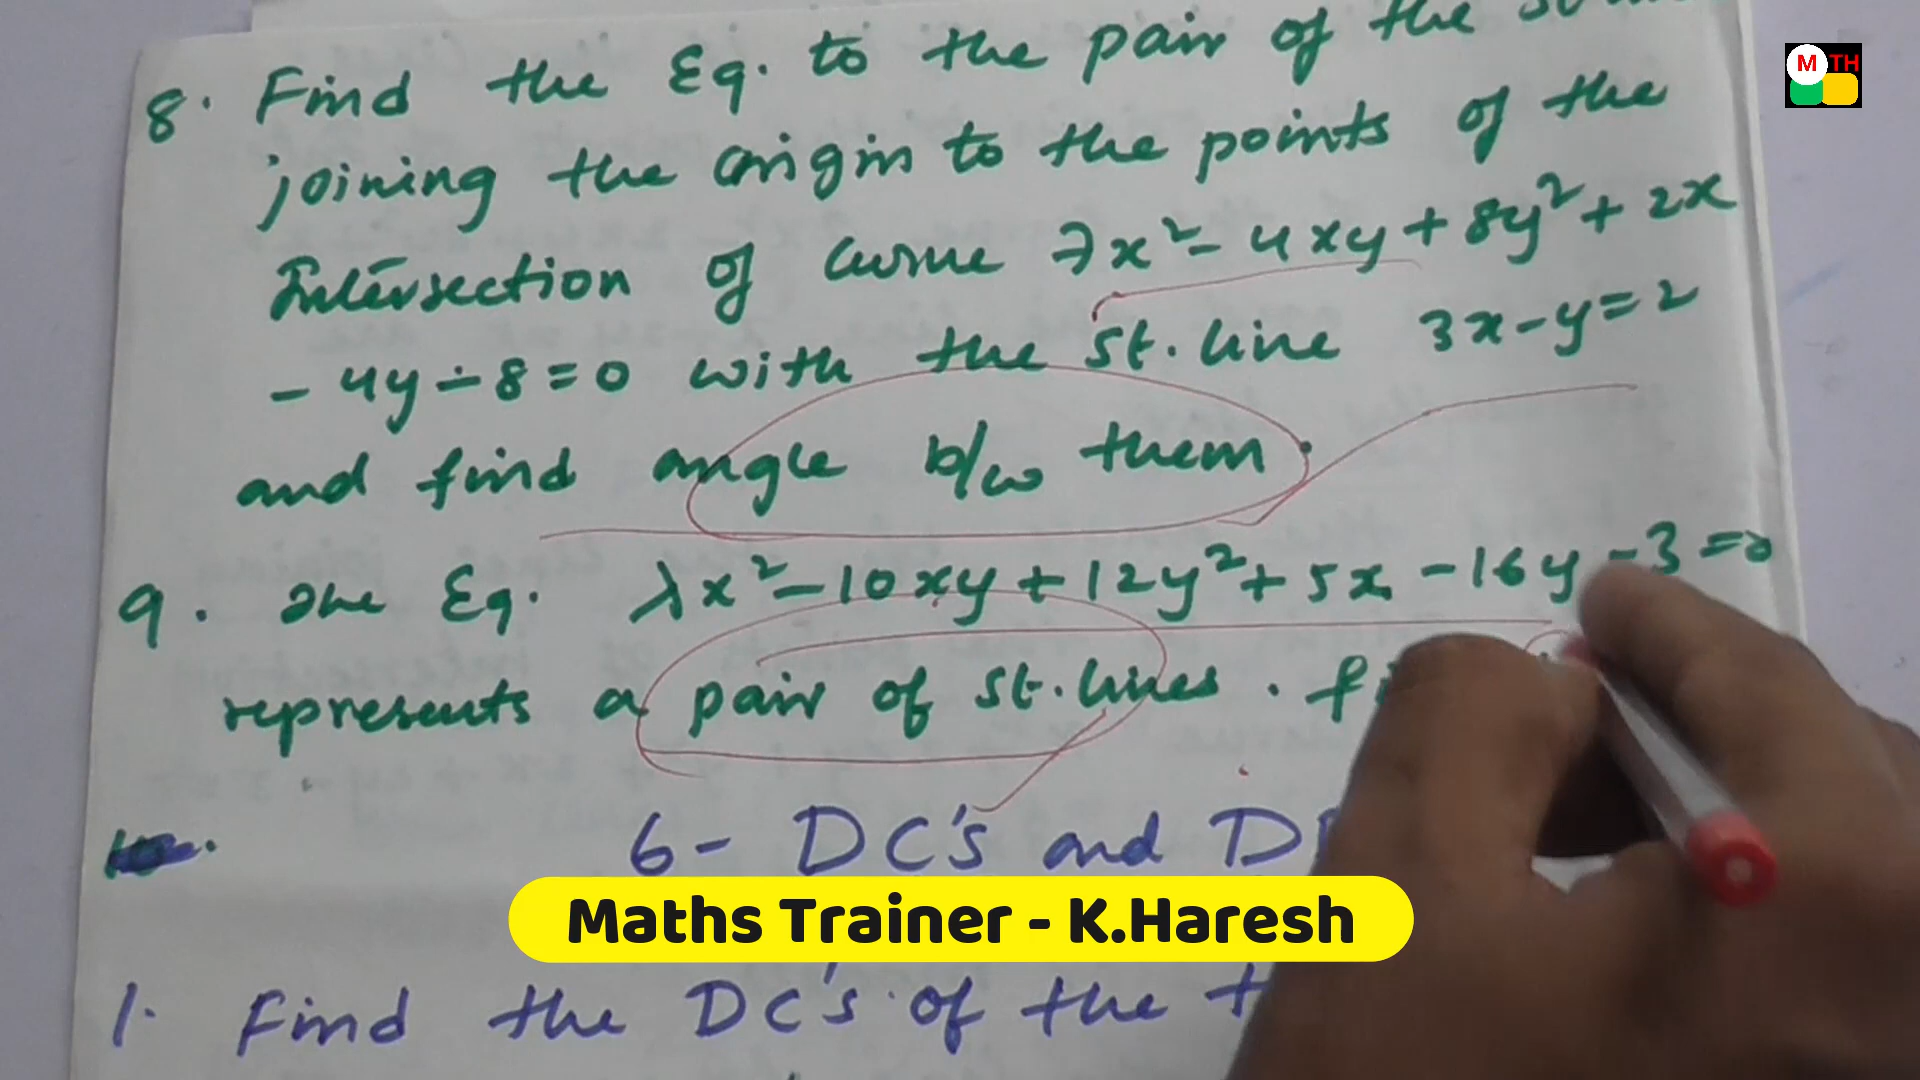 8. Find the Eq. to the pair of the
M TH
joining the origin to the points of the
Intersection of curve 7x² - 4xy + 8y² + 2x
- 4y - 8 = 0 with the st. line 3x - y = 2
and find angle b/w them.
9. The Eq. λx² - 10xy + 12y² + 5x - 16y - 3 = 0
represents a pair of st. lines.
6 - DC's and
Maths Trainer - K.Haresh
1. Find the DC's of the